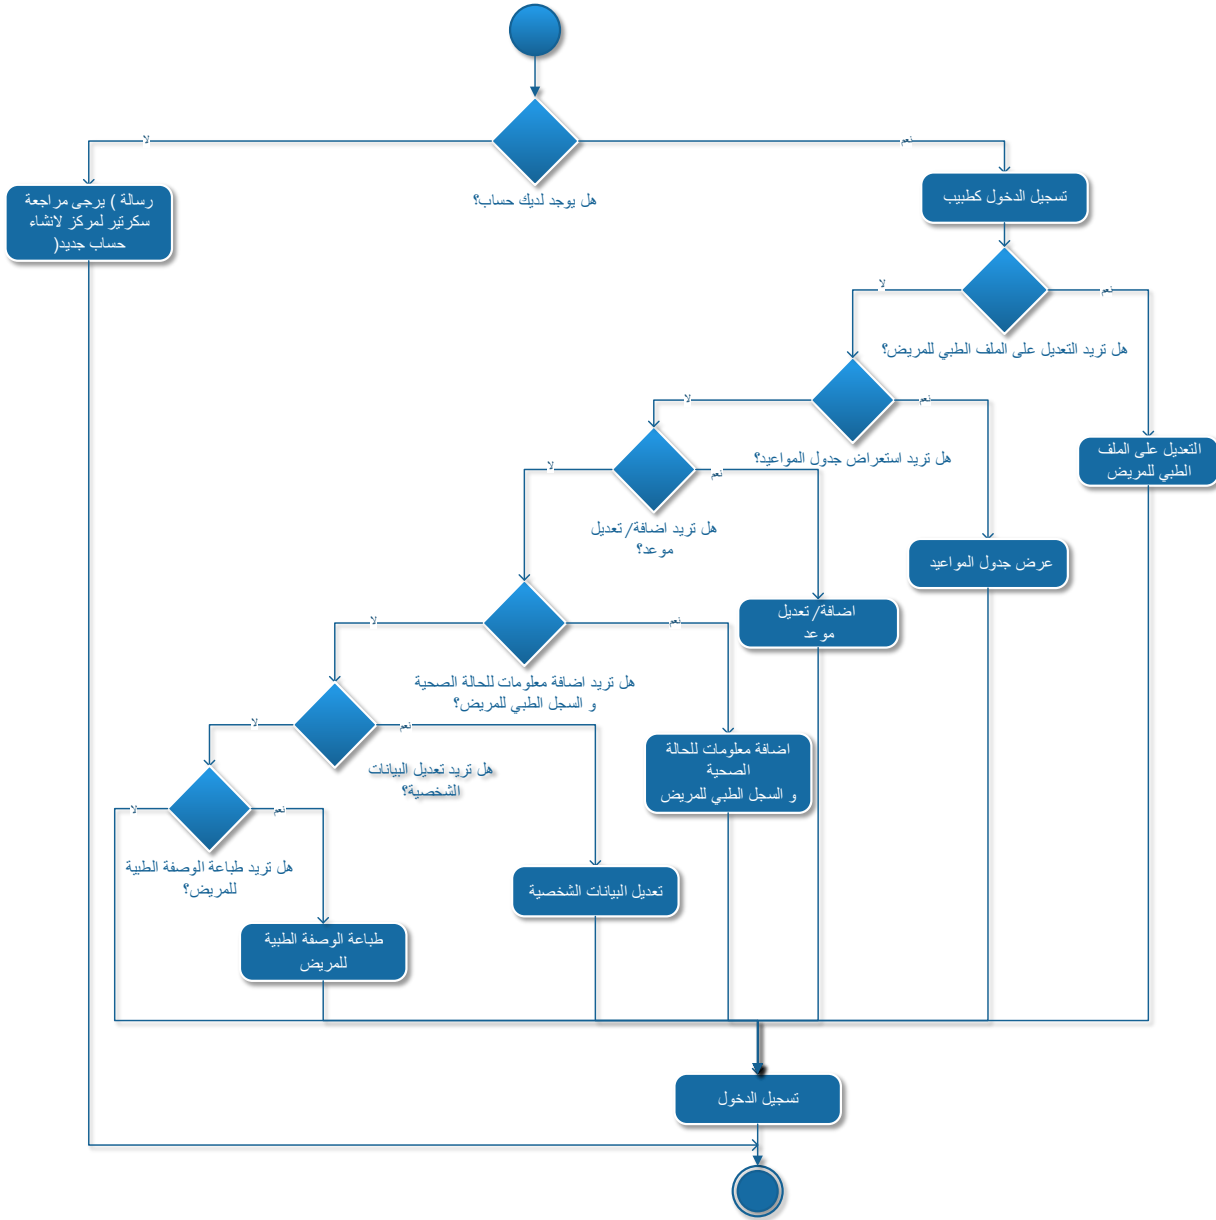 لا
نعم
هل يوجد لديك حساب؟
رسالة ) يرجى مراجعة
سكرتير لمركز لانشاء
حساب جديد(
تسجيل الدخول كطبيب
لا
نعم
هل تريد التعديل على الملف الطبي للمريض؟
لا
نعم
هل تريد استعراض جدول المواعيد؟
التعديل على الملف
الطبي للمريض
لا
نعم
هل تريد اضافة/ تعديل
موعد؟
عرض جدول المواعيد
اضافة/ تعديل
موعد
لا
نعم
هل تريد اضافة معلومات للحالة الصحية
و السجل الطبي للمريض؟
لا
نعم
هل تريد تعديل البيانات
الشخصية؟
اضافة معلومات للحالة
الصحية
و السجل الطبي للمريض
لا
نعم
هل تريد طباعة الوصفة الطبية
للمريض؟
تعديل البيانات الشخصية
طباعة الوصفة الطبية
للمريض
تسجيل الدخول